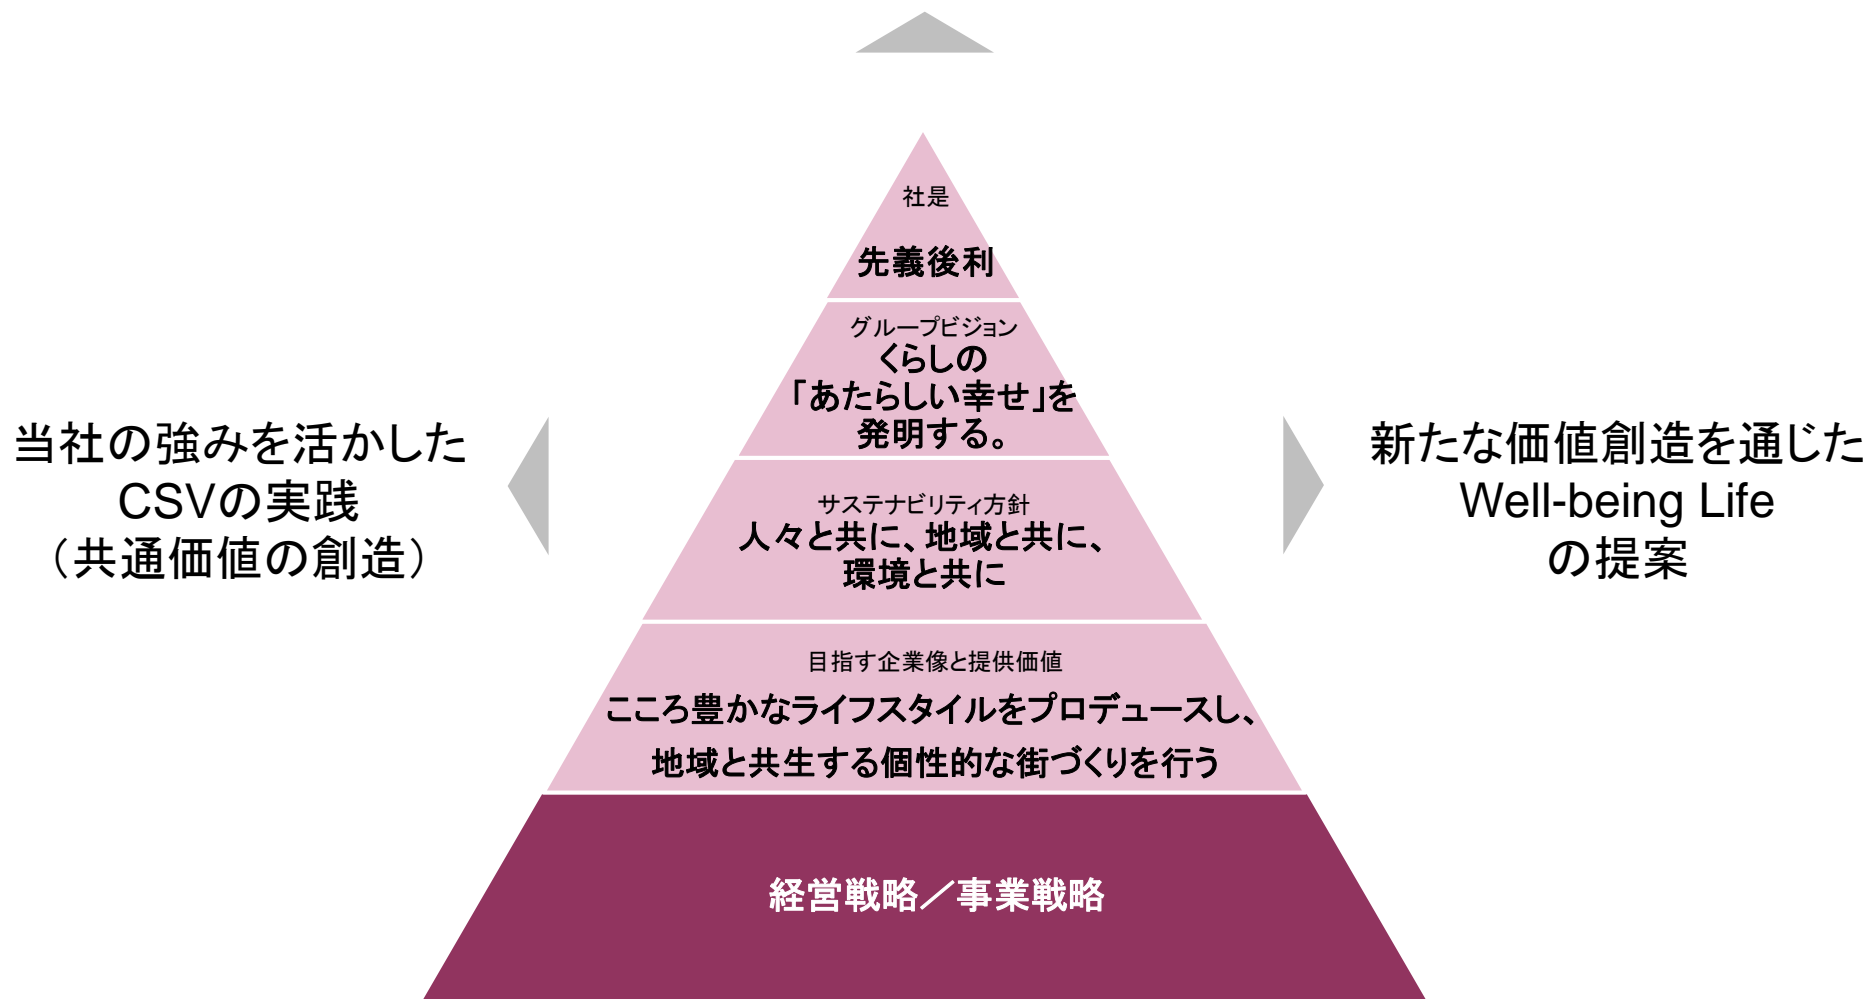 社是
先義後利
グループビジョン
くらしの
「あたらしい幸せ」を
発明する。
サステナビリティ方針
人々と共に、地域と共に、
環境と共に
目指す企業像と提供価値
こころ豊かなライフスタイルをプロデュースし、
地域と共生する個性的な街づくりを行う
経営戦略／事業戦略
当社の強みを活かした
CSVの実践
（共通価値の創造）
新たな価値創造を通じた
Well-being Life
の提案